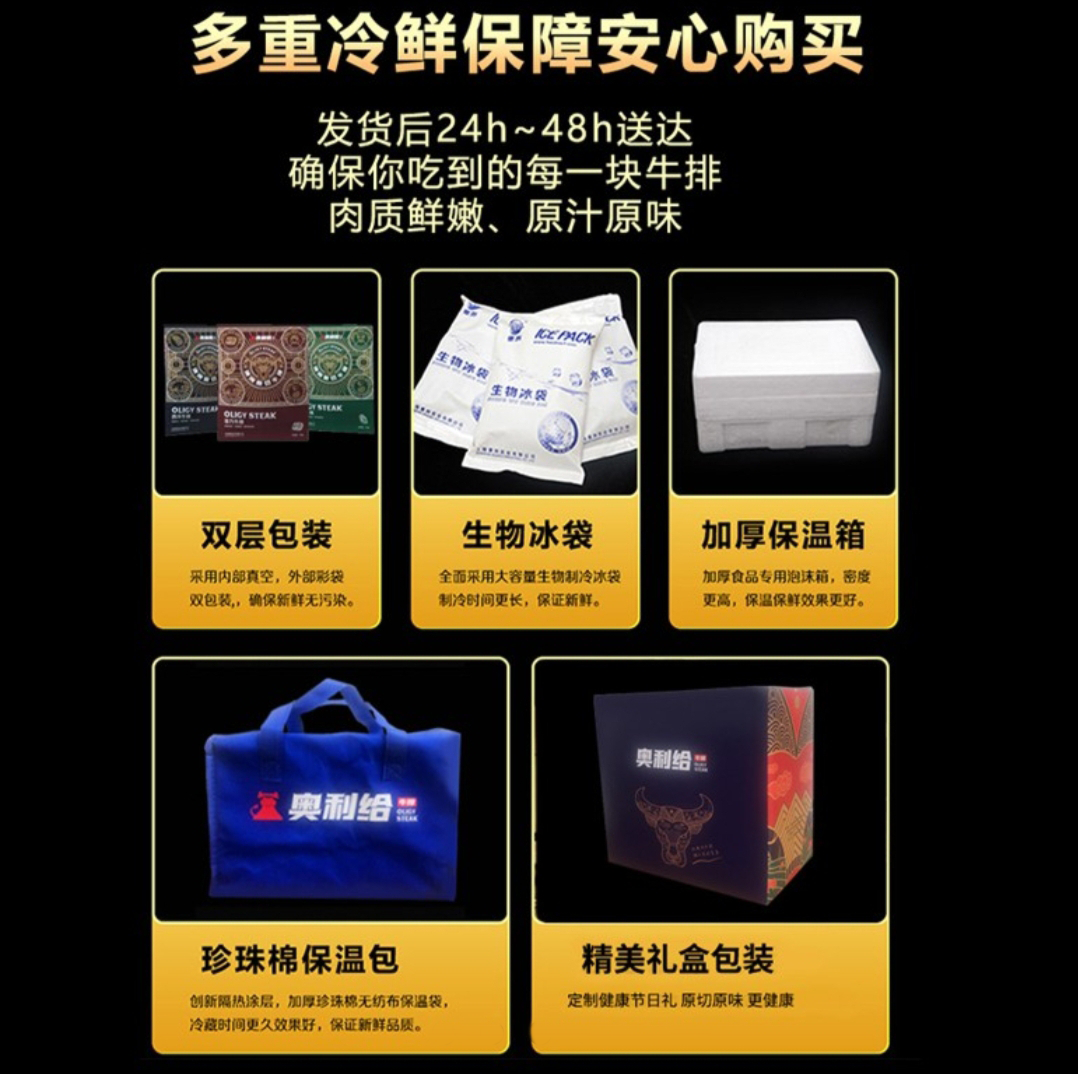 多重冷鲜保障安心购买
发货后24h~48h送达
确保你吃到的每一块牛排
肉质鲜嫩、原汁原味
OLIGY STEAK
OLIGY STEAK
STEAK
ICE PACK
生物冰袋
生物冰袋
冰袋
双层包装
采用内部真空，外部彩袋
双包装,，确保新鲜无污染。
生物冰袋
全面采用大容量生物制冷冰袋
制冷时间更长，保证新鲜。
加厚保温箱
加厚食品专用泡沫箱，密度
更高，保温保鲜效果更好。
奥利给 牛排
OLIGY
STEAK
奥利给 牛排
OLIGY
STEAK
珍珠棉保温包
创新隔热涂层，加厚珍珠棉无纺布保温袋，
冷藏时间更久效果好，保证新鲜品质。
精美礼盒包装
定制健康节日礼 原切原味 更健康